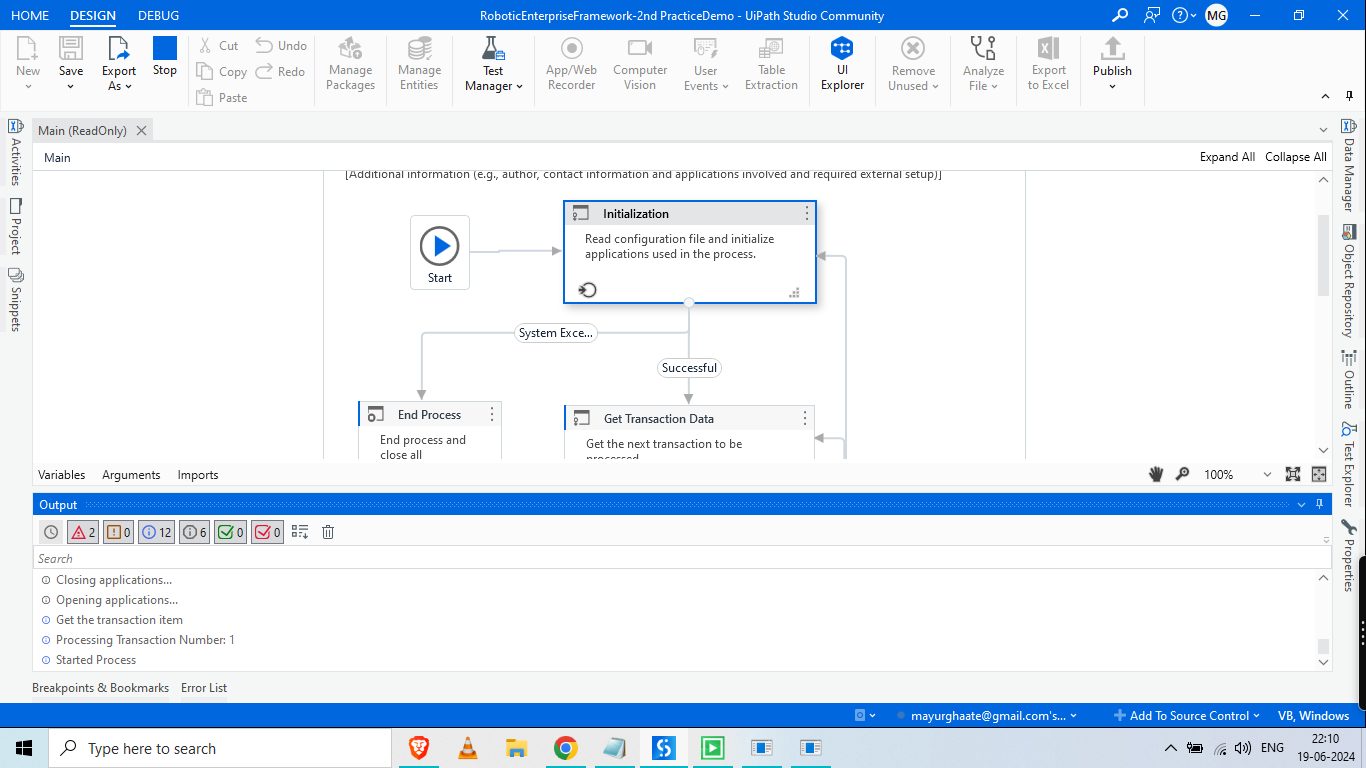 HOME DESIGN DEBUG RoboticEnterpriseFramework-2nd PracticeDemo - UiPath Studio Community MG
New Save Export As Stop Cut Undo Copy Redo Paste
Manage Packages Manage Entities Test Manager App/Web Recorder Computer Vision User Events Table Extraction UI Explorer Remove Unused Analyze File Export to Excel Publish
Main (ReadOnly)
Main Expand All Collapse All
Activities
Project
Snippets
Data Manager
Object Repository
Outline
Test Explorer
Properties
[Additional information (e.g., author, contact information and applications involved and required external setup)]
Initialization
Read configuration file and initialize
applications used in the process.
Start
System Exce...
Successful
End Process
End process and
close all
Get Transaction Data
Get the next transaction to be
processed
Variables Arguments Imports 100%
Output
2 0 12 6 0 0
Search
Closing applications...
Opening applications...
Get the transaction item
Processing Transaction Number: 1
Started Process
Breakpoints & Bookmarks Error List
mayurghaate@gmail.com's... Add To Source Control VB, Windows
Type here to search ENG 22:10
19-06-2024